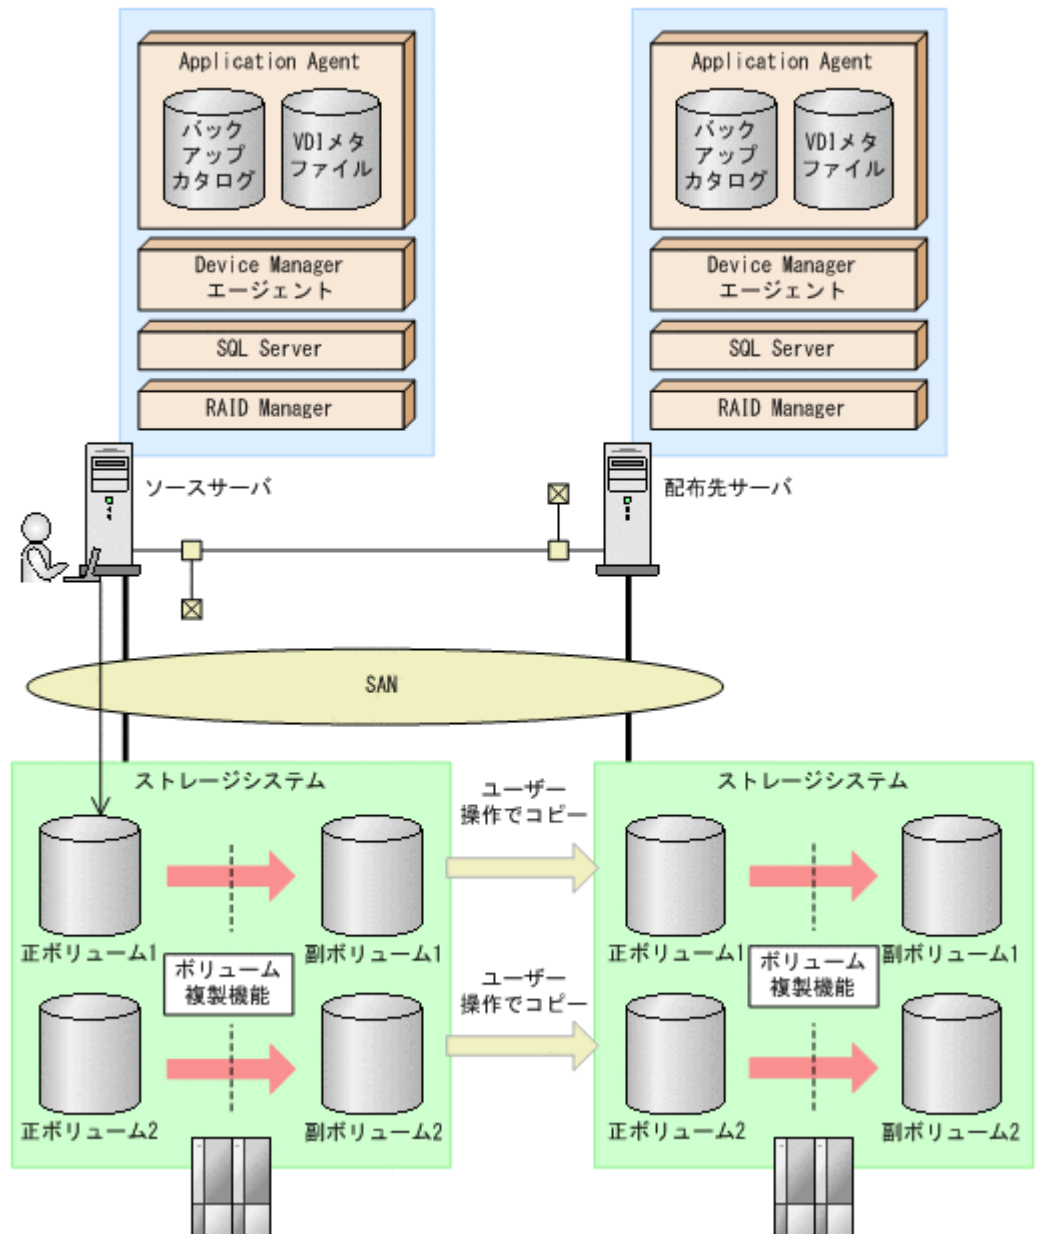 Application Agent
バック
アップ
カタログ
VDIメタ
ファイル
Device Manager
エージェント
SQL Server
RAID Manager
Application Agent
バック
アップ
カタログ
VDIメタ
ファイル
Device Manager
エージェント
SQL Server
RAID Manager
ソースサーバ
配布先サーバ
SAN
ストレージシステム
正ボリューム1
副ボリューム1
ボリューム
複製機能
正ボリューム2
副ボリューム2
ユーザー
操作でコピー
ユーザー
操作でコピー
ストレージシステム
正ボリューム1
副ボリューム1
ボリューム
複製機能
正ボリューム2
副ボリューム2